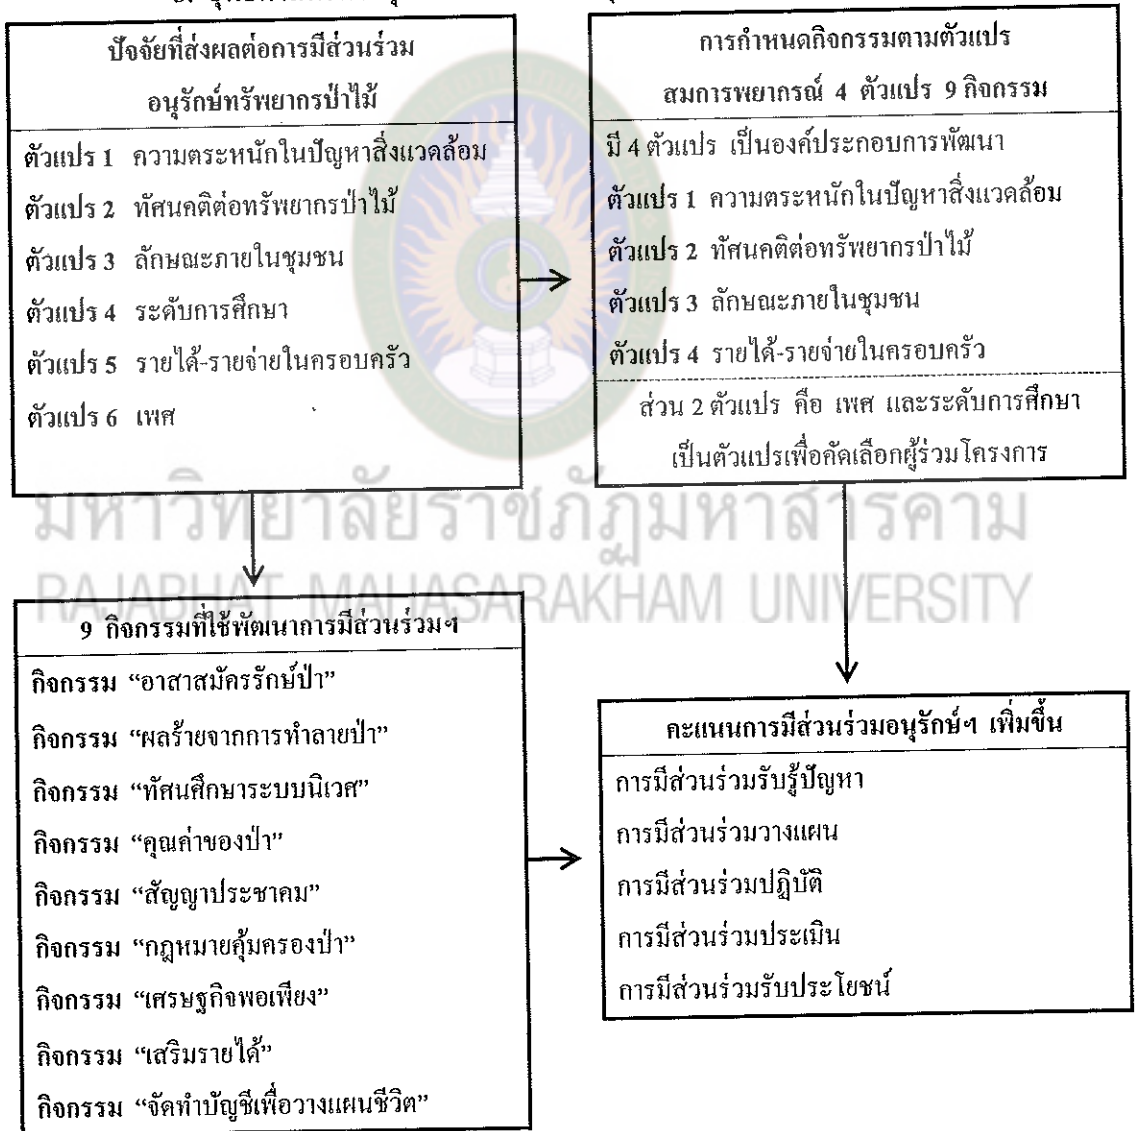 ปัจจัยที่ส่งผลต่อการมีส่วนร่วม
อนุรักษ์ทรัพยากรป่าไม้
ตัวแปร 1 ความตระหนักในปัญหาสิ่งแวดล้อม
ตัวแปร 2 ทัศนคติต่อทรัพยากรป่าไม้
ตัวแปร 3 ลักษณะภายในชุมชน
ตัวแปร 4 ระดับการศึกษา
ตัวแปร 5 รายได้-รายจ่ายในครอบครัว
ตัวแปร 6 เพศ
การกำหนดกิจกรรมตามตัวแปร
สมการพยากรณ์ 4 ตัวแปร 9 กิจกรรม
มี 4 ตัวแปร เป็นองค์ประกอบการพัฒนา
ตัวแปร 1 ความตระหนักในปัญหาสิ่งแวดล้อม
ตัวแปร 2 ทัศนคติต่อทรัพยากรป่าไม้
ตัวแปร 3 ลักษณะภายในชุมชน
ตัวแปร 4 รายได้-รายจ่ายในครอบครัว
ส่วน 2 ตัวแปร คือ เพศ และระดับการศึกษา
เป็นตัวแปรเพื่อคัดเลือกผู้ร่วมโครงการ
มหาวิทยาลัยราชภัฏมหาสารคาม
RAJABHAT MAHASARAKHAM UNIVERSITY
9 กิจกรรมที่ใช้พัฒนาการมีส่วนร่วมฯ
กิจกรรม “อาสาสมัครรักษ์ป่า”
กิจกรรม “ผลร้ายจากการทำลายป่า”
กิจกรรม “ทัศนศึกษาระบบนิเวศ”
กิจกรรม “คุณค่าของป่า”
กิจกรรม “สัญญาประชาคม”
กิจกรรม “กฎหมายคุ้มครองป่า”
กิจกรรม “เศรษฐกิจพอเพียง”
กิจกรรม “เสริมรายได้”
กิจกรรม “จัดทำบัญชีเพื่อวางแผนชีวิต”
คะแนนการมีส่วนร่วมอนุรักษ์ฯ เพิ่มขึ้น
การมีส่วนร่วมรับรู้ปัญหา
การมีส่วนร่วมวางแผน
การมีส่วนร่วมปฏิบัติ
การมีส่วนร่วมประเมิน
การมีส่วนร่วมรับประโยชน์